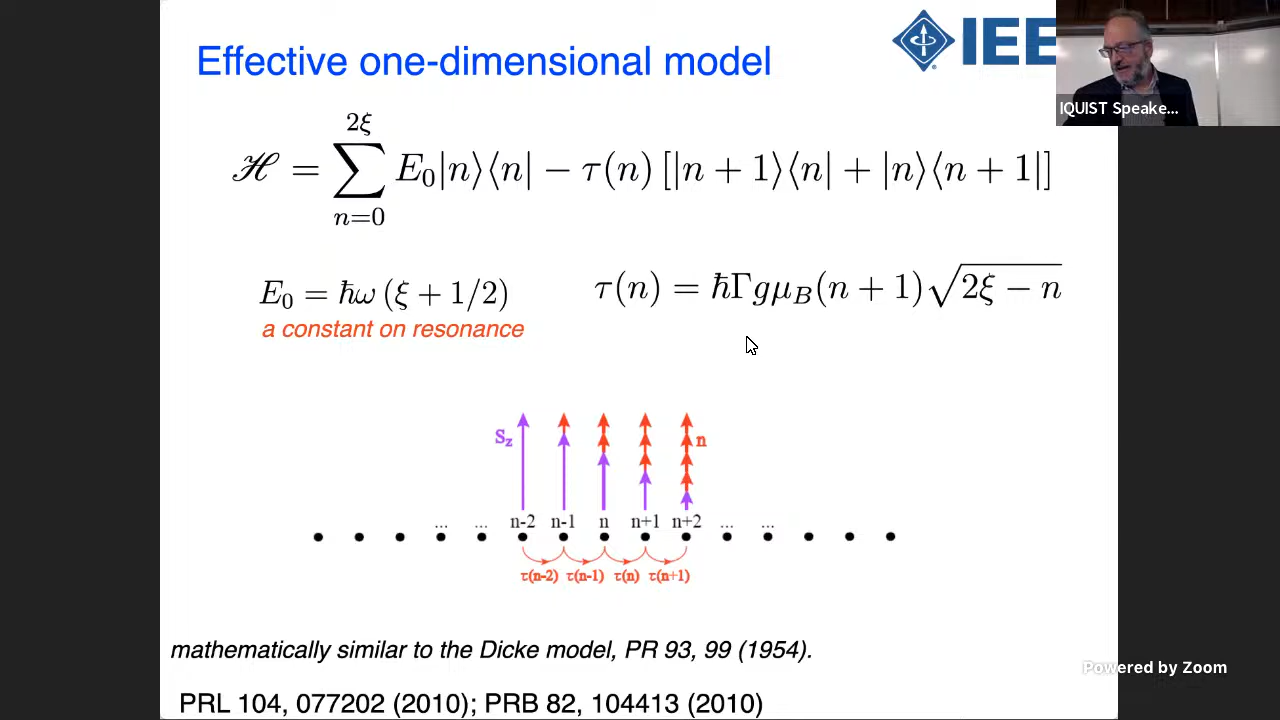 Effective one-dimensional model
IEE
IQUIST Speake...
ℋ = ∑_{n=0}^{2ξ} E₀|n⟩⟨n| − τ(n) [|n + 1⟩⟨n| + |n⟩⟨n + 1|]
E₀ = ħω (ξ + 1/2)
a constant on resonance
τ(n) = ħΓgμ_B(n + 1)√(2ξ − n)
S_z
n
... ... n-2 n-1 n n+1 n+2 ... ...
τ(n-2) τ(n-1) τ(n) τ(n+1)
mathematically similar to the Dicke model, PR 93, 99 (1954).
Powered by Zoom
PRL 104, 077202 (2010); PRB 82, 104413 (2010)